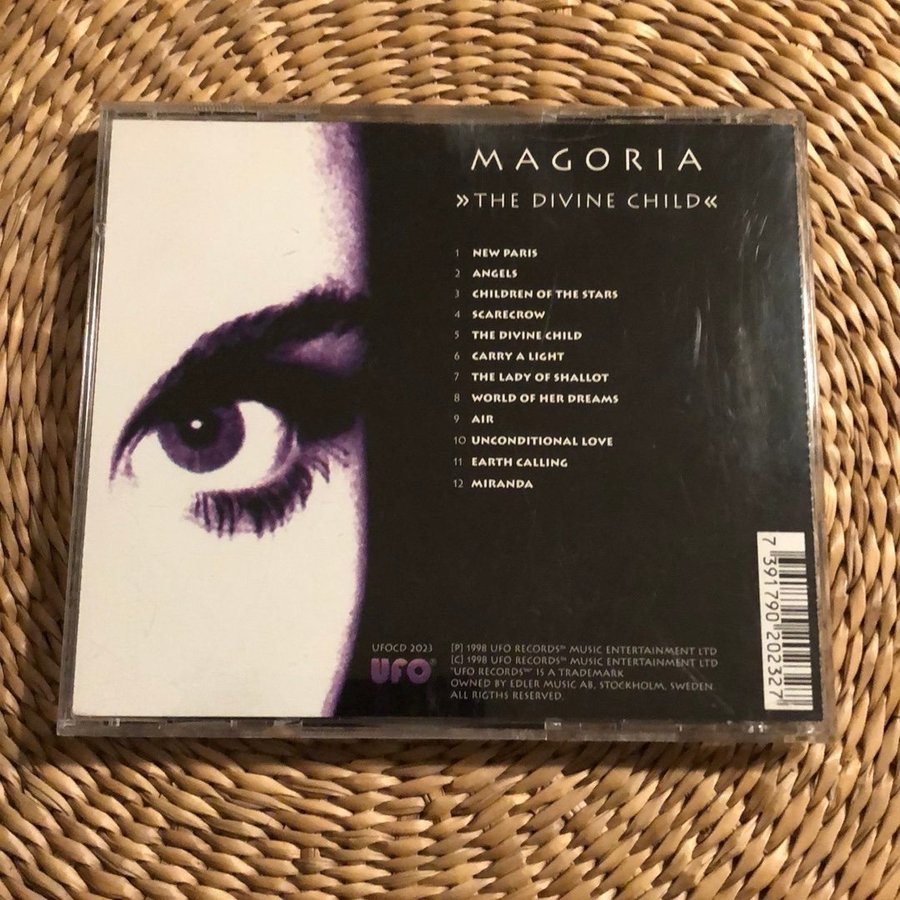 MAGORIA
»THE DIVINE CHILD«
1 NEW PARIS
2 ANGELS
3 CHILDREN OF THE STARS
4 SCARECROW
5 THE DIVINE CHILD
6 CARRY A LIGHT
7 THE LADY OF SHALLOT
8 WORLD OF HER DREAMS
9 AIR
10 UNCONDITIONAL LOVE
11 EARTH CALLING
12 MIRANDA
UFOCD 2023
UFO®
[P] 1998 UFO RECORDS™ MUSIC ENTERTAINMENT LTD
[C] 1998 UFO RECORDS™ MUSIC ENTERTAINMENT LTD
"UFO RECORDS™" IS A TRADEMARK
OWNED BY EDLER MUSIC AB, STOCKHOLM, SWEDEN.
ALL RIGTHS RESERVED.
7 391790 202327